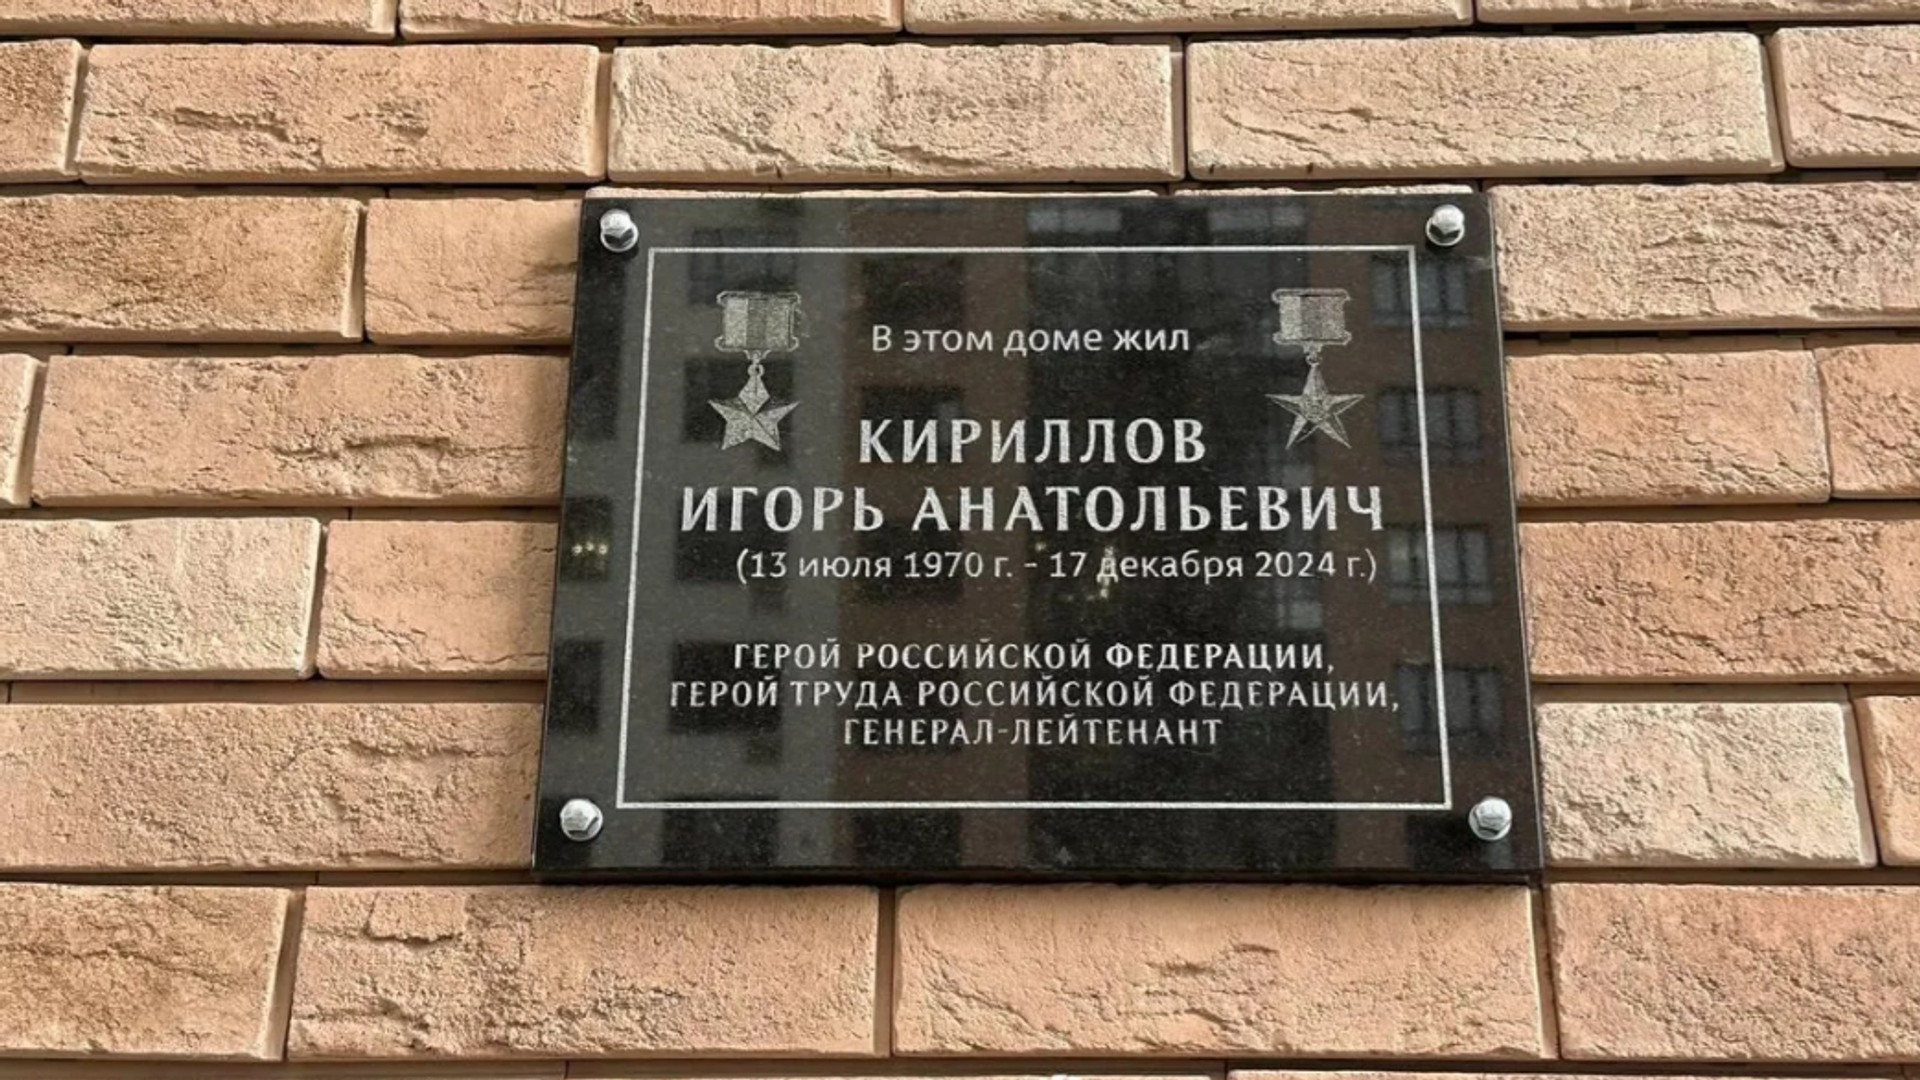 В этом доме жил
КИРИЛЛОВ
ИГОРЬ АНАТОЛЬЕВИЧ
(13 июля 1970 г. - 17 декабря 2024 г.)
ГЕРОЙ РОССИЙСКОЙ ФЕДЕРАЦИИ,
ГЕРОЙ ТРУДА РОССИЙСКОЙ ФЕДЕРАЦИИ,
ГЕНЕРАЛ-ЛЕЙТЕНАНТ